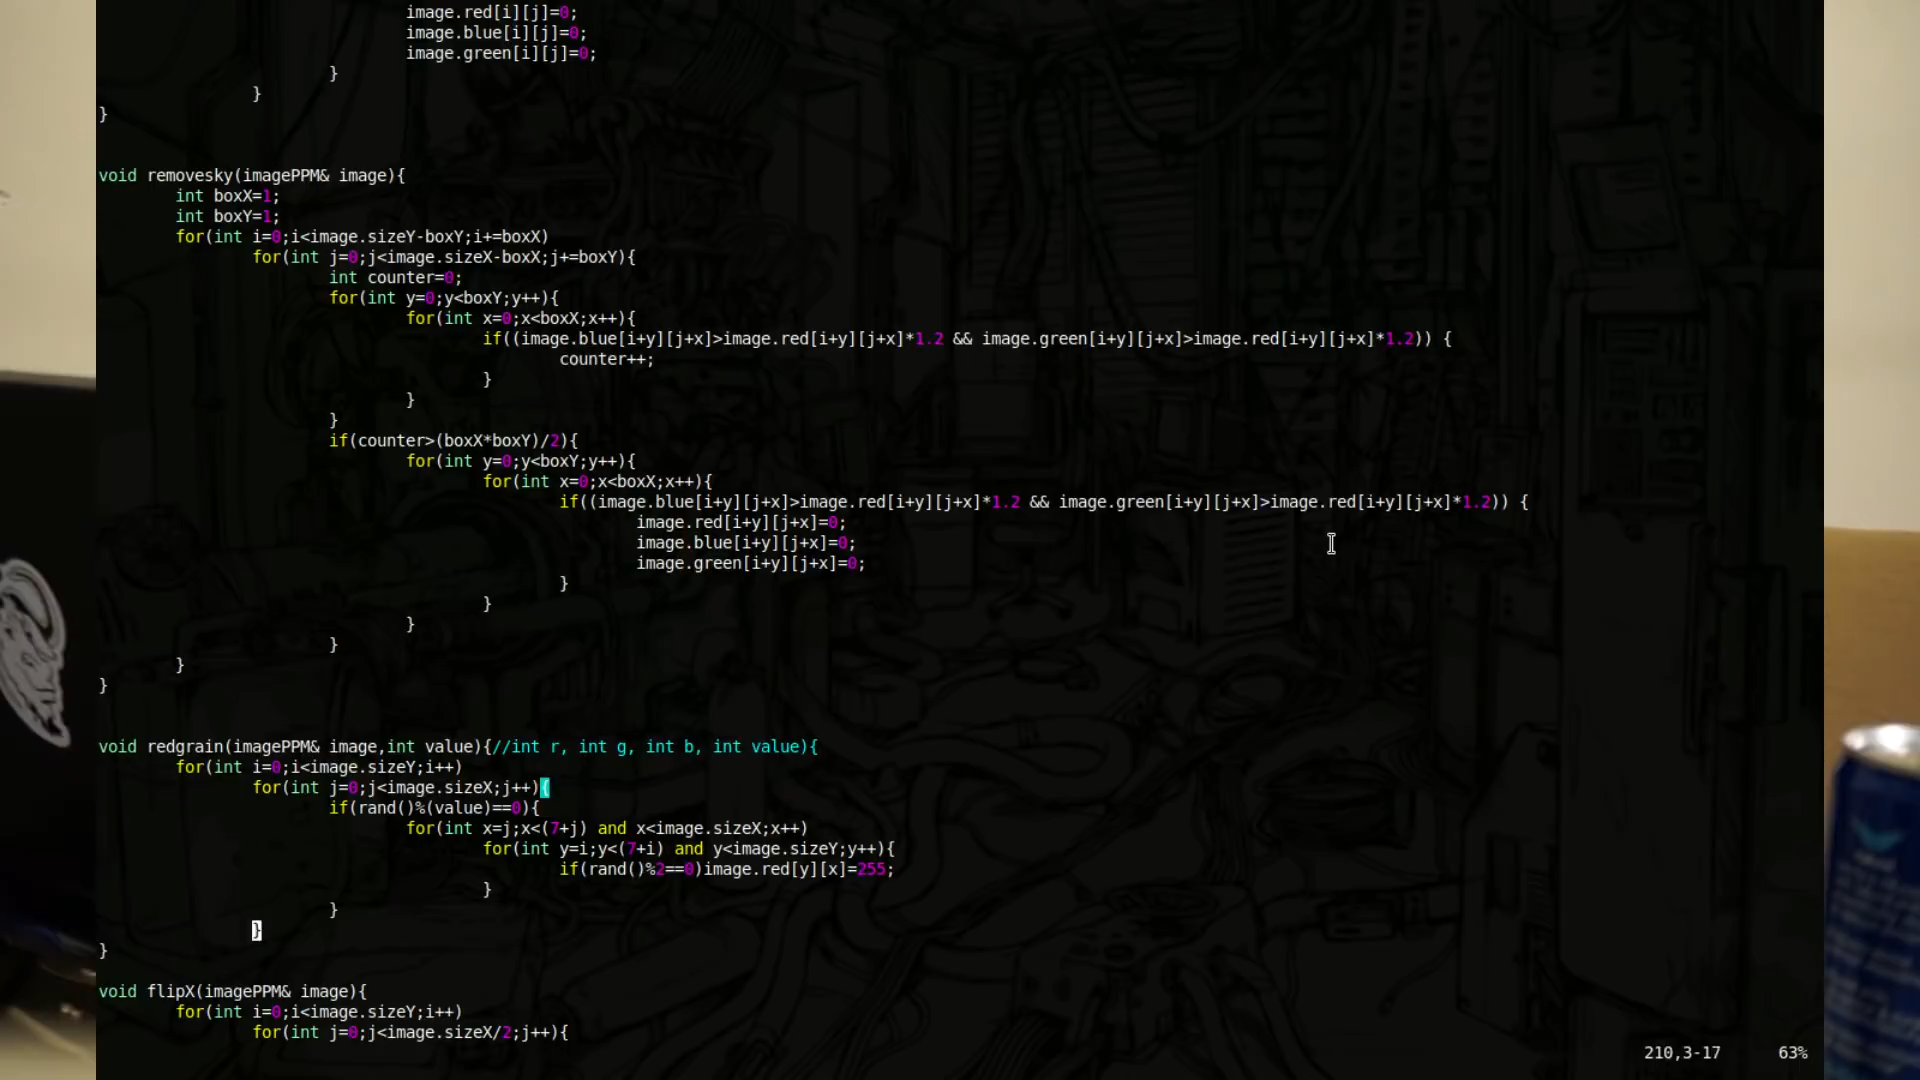 image.red[i][j]=0;
image.blue[i][j]=0;
image.green[i][j]=0;
}
}
}
void removesky(imagePPM& image){
int boxX=1;
int boxY=1;
for(int i=0;i<image.sizeY-boxY;i+=boxX)
for(int j=0;j<image.sizeX-boxX;j+=boxY){
int counter=0;
for(int y=0;y<boxY;y++){
for(int x=0;x<boxX;x++){
if((image.blue[i+y][j+x]>image.red[i+y][j+x]*1.2 && image.green[i+y][j+x]>image.red[i+y][j+x]*1.2)) {
counter++;
}
}
}
if(counter>(boxX*boxY)/2){
for(int y=0;y<boxY;y++){
for(int x=0;x<boxX;x++){
if((image.blue[i+y][j+x]>image.red[i+y][j+x]*1.2 && image.green[i+y][j+x]>image.red[i+y][j+x]*1.2)) {
image.red[i+y][j+x]=0;
image.blue[i+y][j+x]=0;
image.green[i+y][j+x]=0;
}
}
}
}
}
}
void redgrain(imagePPM& image,int value){//int r, int g, int b, int value){
for(int i=0;i<image.sizeY;i++)
for(int j=0;j<image.sizeX;j++){
if(rand()%(value)==0){
for(int x=j;x<(7+j) and x<image.sizeX;x++)
for(int y=i;y<(7+i) and y<image.sizeY;y++){
if(rand()%2==0)image.red[y][x]=255;
}
}
}
}
void flipX(imagePPM& image){
for(int i=0;i<image.sizeY;i++)
for(int j=0;j<image.sizeX/2;j++){
210,3-17 63%